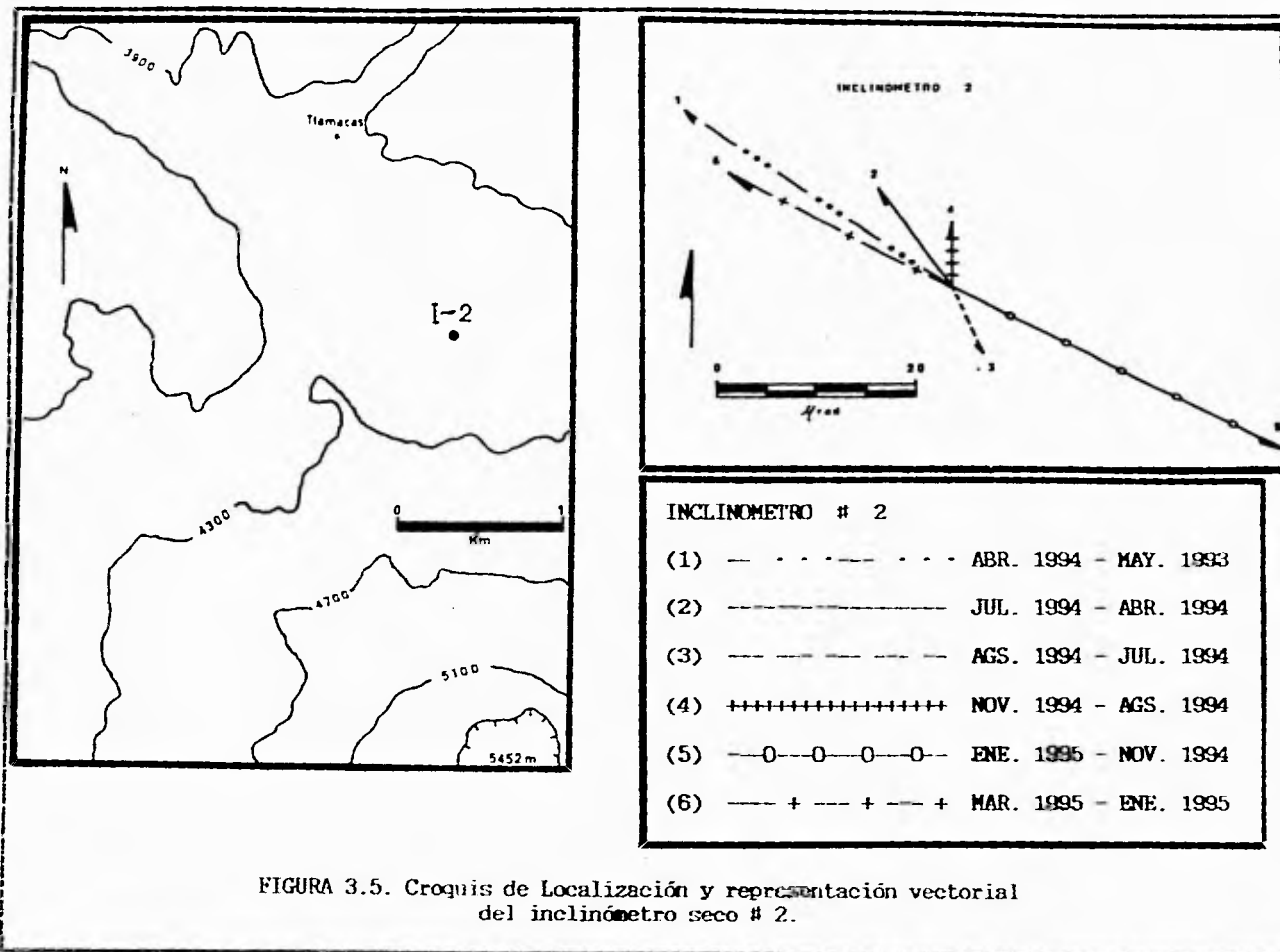 3900
Tlamacas
N
I-2
4300
0 1
Km
4700
5100
5452 m
INCLINOMETRO 2
1
6
2
4
3
5
0 20
μrad
INCLINOMETRO # 2
(1) — · · · — — · · · ABR. 1994 - MAY. 1993
(2) ———————— JUL. 1994 - ABR. 1994
(3) — — — — — AGS. 1994 - JUL. 1994
(4) +++++++++++++++++ NOV. 1994 - AGS. 1994
(5) —O—O—O—O— ENE. 1995 - NOV. 1994
(6) — + — + — + MAR. 1995 - ENE. 1995
FIGURA 3.5. Croquis de Localización y representación vectorial
del inclinómetro seco # 2.